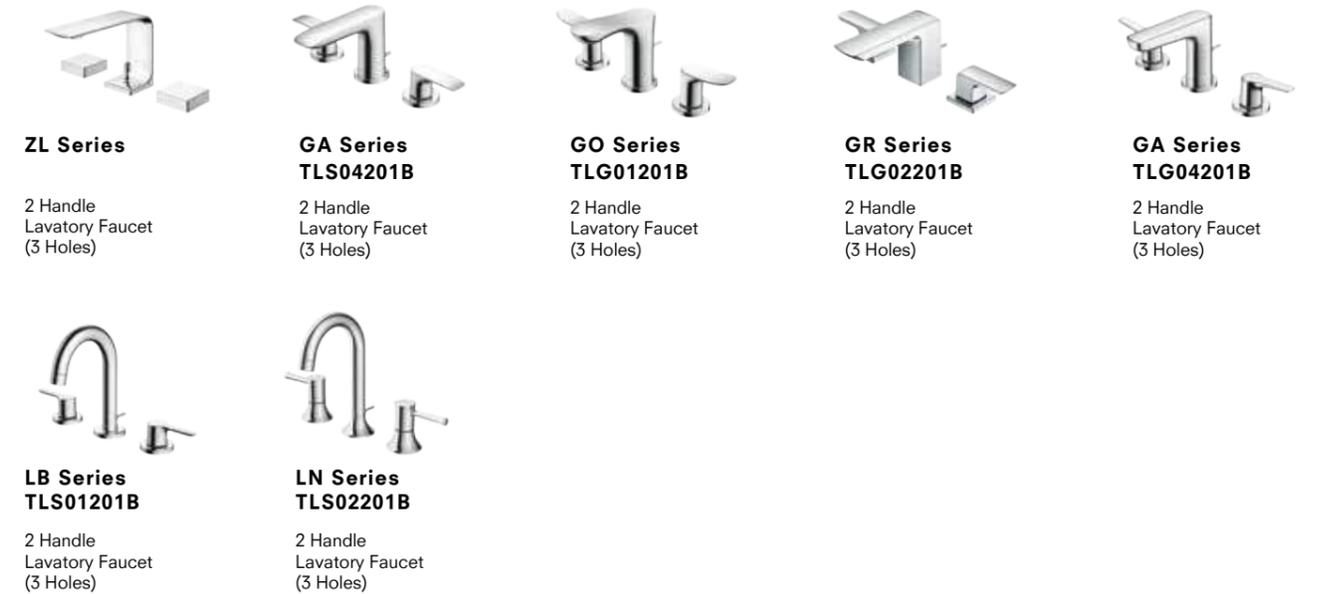 ZL Series
2 Handle
Lavatory Faucet
(3 Holes)
GA Series
TLS04201B
2 Handle
Lavatory Faucet
(3 Holes)
GO Series
TLG01201B
2 Handle
Lavatory Faucet
(3 Holes)
GR Series
TLG02201B
2 Handle
Lavatory Faucet
(3 Holes)
GA Series
TLG04201B
2 Handle
Lavatory Faucet
(3 Holes)
LB Series
TLS01201B
2 Handle
Lavatory Faucet
(3 Holes)
LN Series
TLS02201B
2 Handle
Lavatory Faucet
(3 Holes)